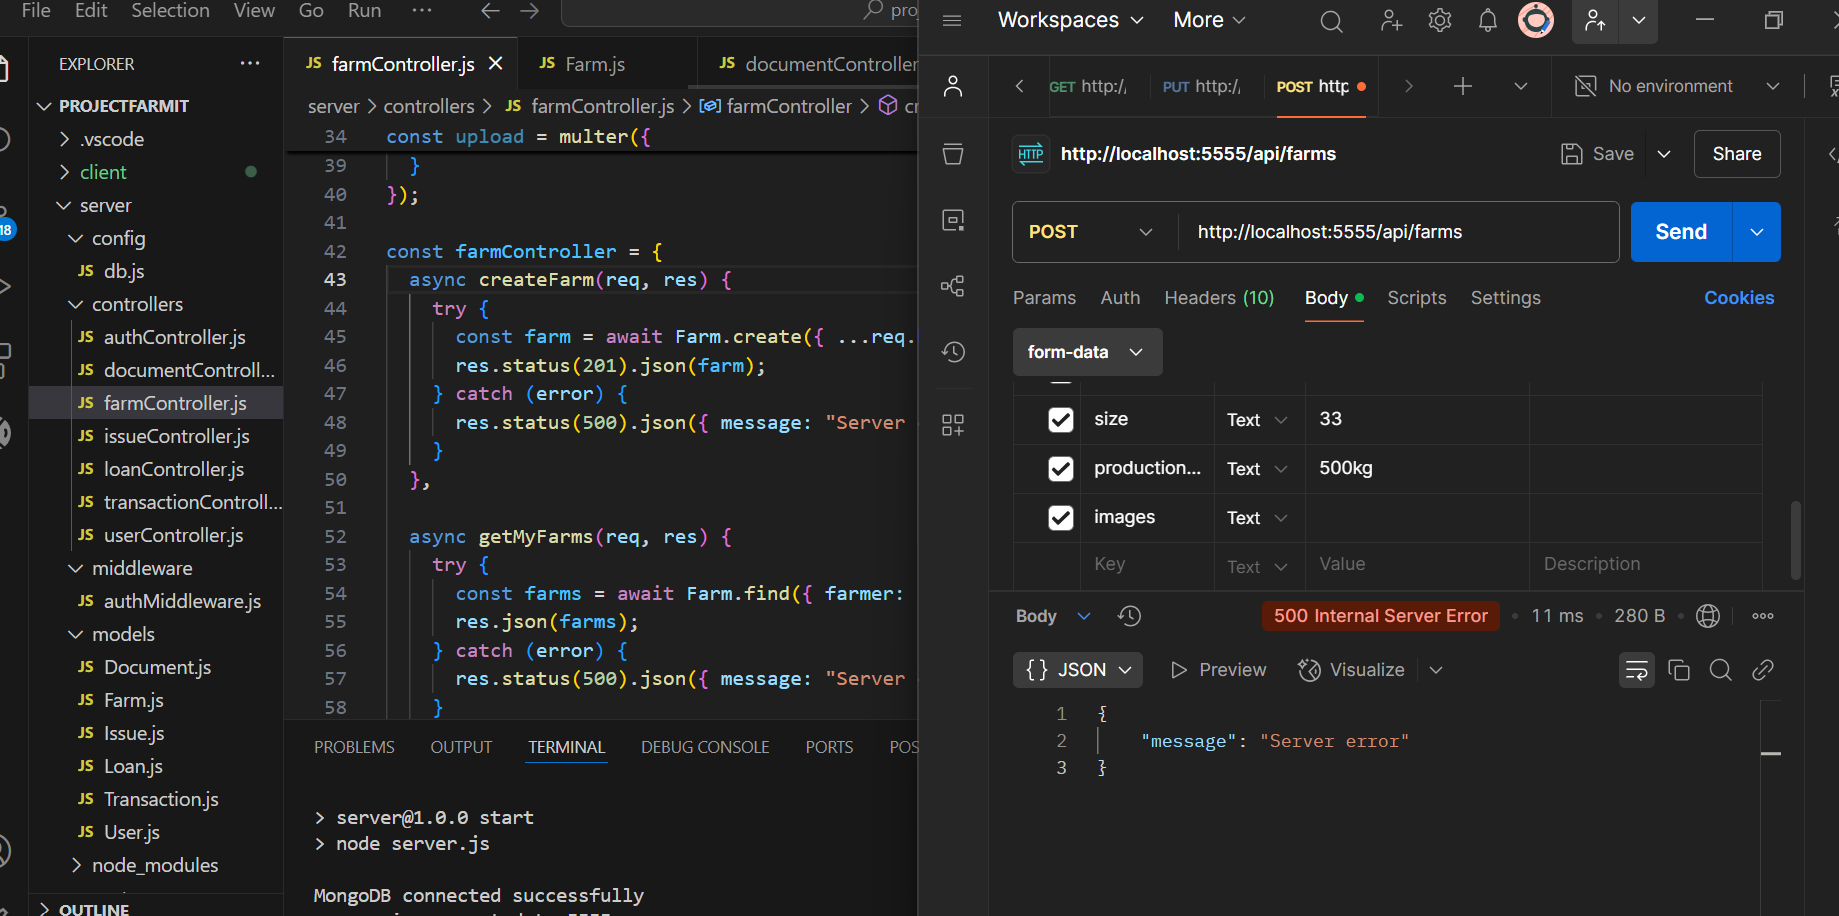 File Edit Selection View Go Run ...
EXPLORER
PROJECTFARMIT
.vscode
client
server
config
JS db.js
controllers
JS authController.js
JS documentControll...
JS farmController.js
JS issueController.js
JS loanController.js
JS transactionControll...
JS userController.js
middleware
JS authMiddleware.js
models
JS Document.js
JS Farm.js
JS Issue.js
JS Loan.js
JS Transaction.js
JS User.js
node_modules
OUTLINE
18
JS farmController.js JS Farm.js JS documentController
server > controllers > JS farmController.js > farmController > cr
34 const upload = multer({
39 }
40 });
41
42 const farmController = {
43 async createFarm(req, res) {
44 try {
45 const farm = await Farm.create({ ...req.
46 res.status(201).json(farm);
47 } catch (error) {
48 res.status(500).json({ message: "Server
49 }
50 },
51
52 async getMyFarms(req, res) {
53 try {
54 const farms = await Farm.find({ farmer:
55 res.json(farms);
56 } catch (error) {
57 res.status(500).json({ message: "Server
58 }
PROBLEMS OUTPUT TERMINAL DEBUG CONSOLE PORTS POS
> server@1.0.0 start
> node server.js
MongoDB connected successfully
Workspaces More
GET http:/ PUT http:/ POST http No environment
HTTP http://localhost:5555/api/farms Save Share
POST http://localhost:5555/api/farms Send
Params Auth Headers (10) Body Scripts Settings Cookies
form-data
size Text 33
production... Text 500kg
images Text
Key Text Value Description
Body 500 Internal Server Error 11 ms 280 B
{} JSON Preview Visualize
1 {
2 "message": "Server error"
3 }